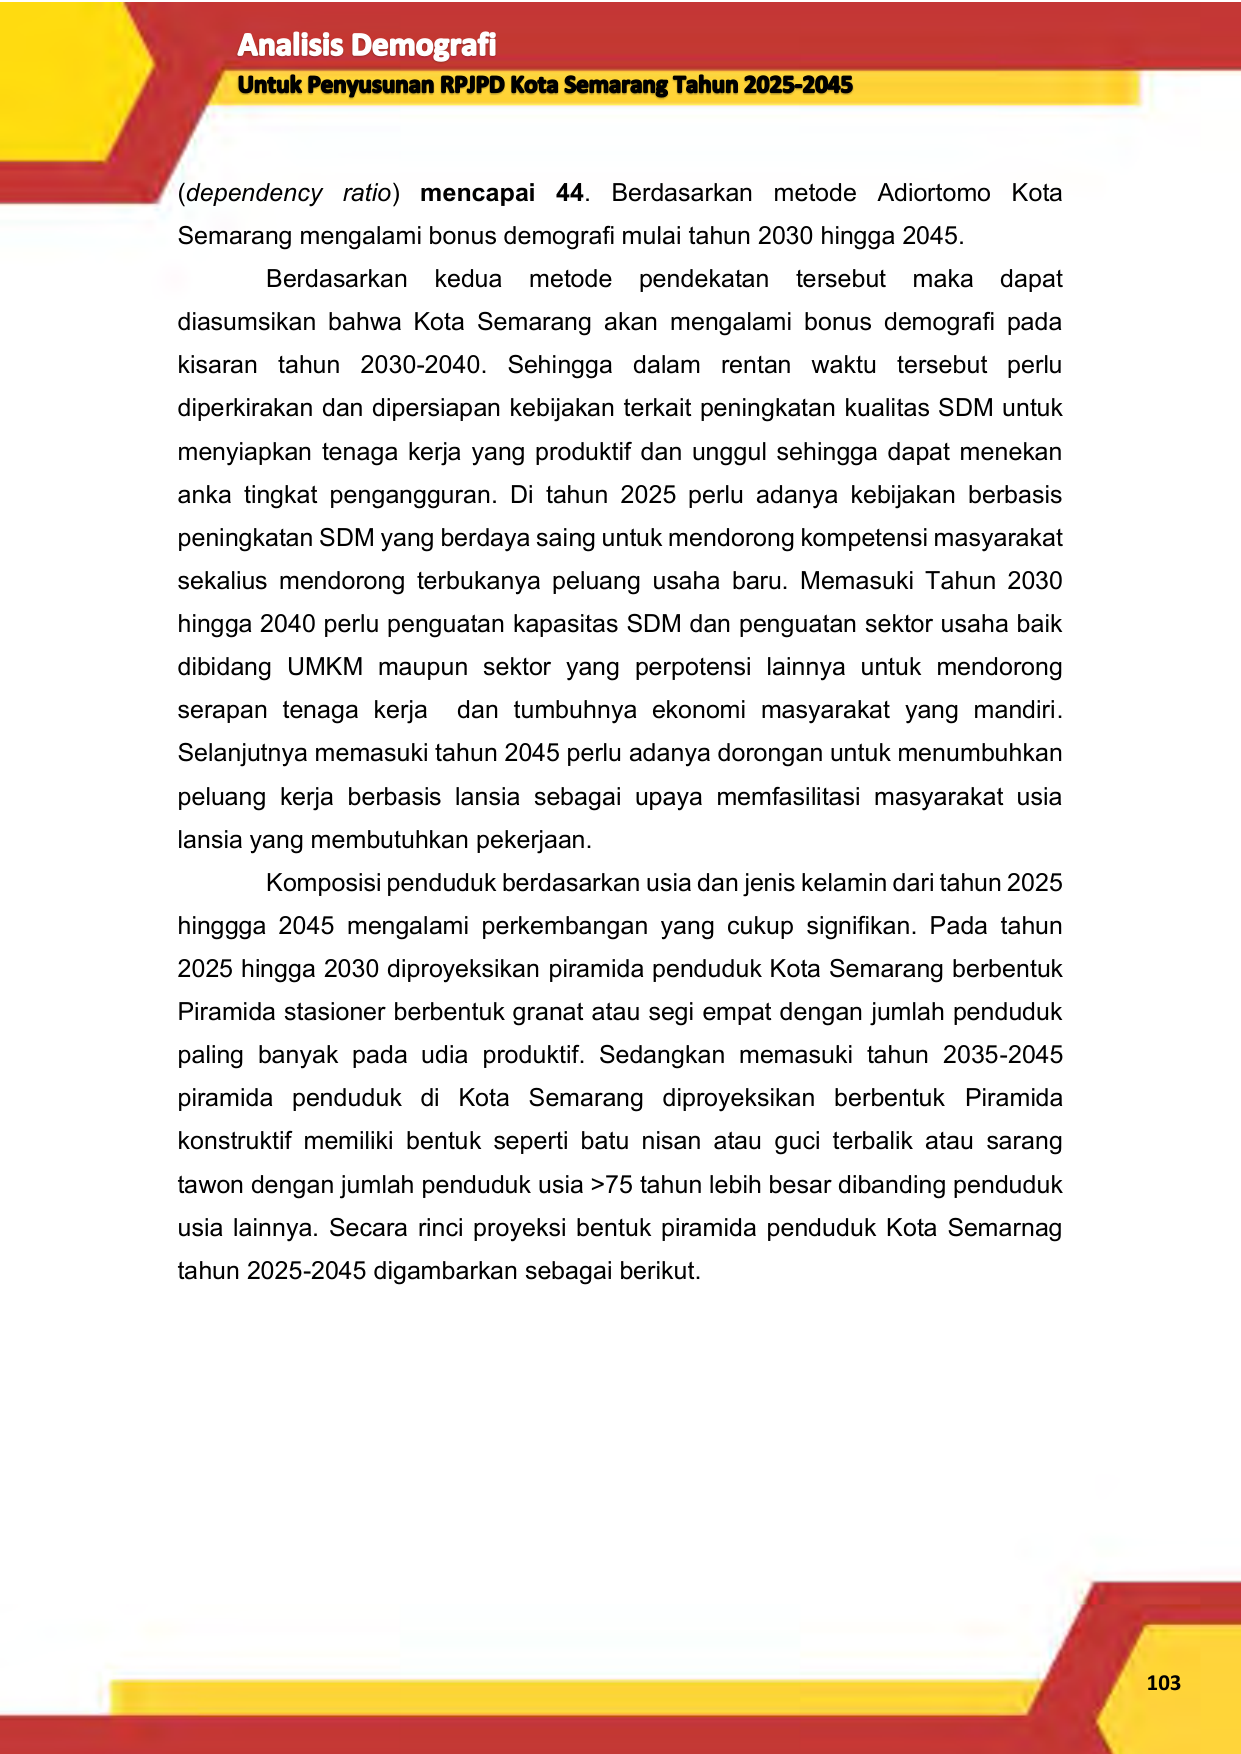 Analisis Demografi
Untuk Penyusunan RPJPD Kota Semarang Tahun 2025-2045
(dependency ratio) mencapai 44. Berdasarkan metode Adiortomo Kota
Semarang mengalami bonus demografi mulai tahun 2030 hingga 2045.
Berdasarkan kedua metode pendekatan tersebut maka dapat
diasumsikan bahwa Kota Semarang akan mengalami bonus demografi pada
kisaran tahun 2030-2040. Sehingga dalam rentan waktu tersebut perlu
diperkirakan dan dipersiapan kebijakan terkait peningkatan kualitas SDM untuk
menyiapkan tenaga kerja yang produktif dan unggul sehingga dapat menekan
anka tingkat pengangguran. Di tahun 2025 perlu adanya kebijakan berbasis
peningkatan SDM yang berdaya saing untuk mendorong kompetensi masyarakat
sekalius mendorong terbukanya peluang usaha baru. Memasuki Tahun 2030
hingga 2040 perlu penguatan kapasitas SDM dan penguatan sektor usaha baik
dibidang UMKM maupun sektor yang perpotensi lainnya untuk mendorong
serapan tenaga kerja  dan tumbuhnya ekonomi masyarakat yang mandiri.
Selanjutnya memasuki tahun 2045 perlu adanya dorongan untuk menumbuhkan
peluang kerja berbasis lansia sebagai upaya memfasilitasi masyarakat usia
lansia yang membutuhkan pekerjaan.
Komposisi penduduk berdasarkan usia dan jenis kelamin dari tahun 2025
hinggga 2045 mengalami perkembangan yang cukup signifikan. Pada tahun
2025 hingga 2030 diproyeksikan piramida penduduk Kota Semarang berbentuk
Piramida stasioner berbentuk granat atau segi empat dengan jumlah penduduk
paling banyak pada udia produktif. Sedangkan memasuki tahun 2035-2045
piramida penduduk di Kota Semarang diproyeksikan berbentuk Piramida
konstruktif memiliki bentuk seperti batu nisan atau guci terbalik atau sarang
tawon dengan jumlah penduduk usia >75 tahun lebih besar dibanding penduduk
usia lainnya. Secara rinci proyeksi bentuk piramida penduduk Kota Semarnag
tahun 2025-2045 digambarkan sebagai berikut.
103